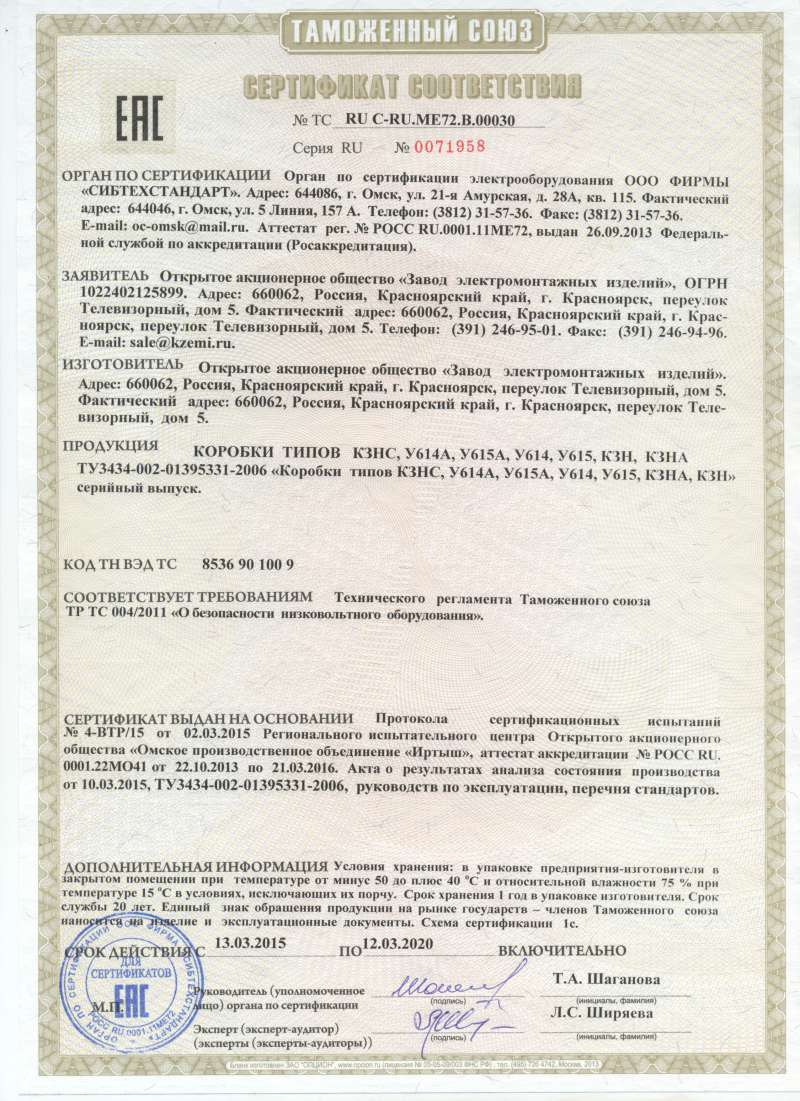 ТАМОЖЕННЫЙ СОЮЗ
СЕРТИФИКАТ СООТВЕТСТВИЯ
ЕАС
№ ТС RU C-RU.ME72.B.00030
Серия RU № 0071958
ОРГАН ПО СЕРТИФИКАЦИИ Орган по сертификации электрооборудования ООО ФИРМЫ
«СИБТЕХСТАНДАРТ». Адрес: 644086, г. Омск, ул. 21-я Амурская, д. 28А, кв. 115. Фактический
адрес: 644046, г. Омск, ул. 5 Линия, 157 А. Телефон: (3812) 31-57-36. Факс: (3812) 31-57-36.
E-mail: oc-omsk@mail.ru. Аттестат рег. № РОСС RU.0001.11МЕ72, выдан 26.09.2013 Федераль-
ной службой по аккредитации (Росаккредитация).
ЗАЯВИТЕЛЬ Открытое акционерное общество «Завод электромонтажных изделий», ОГРН
1022402125899. Адрес: 660062, Россия, Красноярский край, г. Красноярск, переулок
Телевизорный, дом 5. Фактический адрес: 660062, Россия, Красноярский край, г. Крас-
ноярск, переулок Телевизорный, дом 5. Телефон: (391) 246-95-01. Факс: (391) 246-94-96.
E-mail: sale@kzemi.ru.
ИЗГОТОВИТЕЛЬ Открытое акционерное общество «Завод электромонтажных изделий».
Адрес: 660062, Россия, Красноярский край, г. Красноярск, переулок Телевизорный, дом 5.
Фактический адрес: 660062, Россия, Красноярский край, г. Красноярск, переулок Теле-
визорный, дом 5.
ПРОДУКЦИЯ КОРОБКИ ТИПОВ КЗНС, У614А, У615А, У614, У615, КЗН, КЗНА
ТУ3434-002-01395331-2006 «Коробки типов КЗНС, У614А, У615А, У614, У615, КЗНА, КЗН»
серийный выпуск.
КОД ТН ВЭД ТС 8536 90 100 9
СООТВЕТСТВУЕТ ТРЕБОВАНИЯМ Технического регламента Таможенного союза
ТР ТС 004/2011 «О безопасности низковольтного оборудования».
СЕРТИФИКАТ ВЫДАН НА ОСНОВАНИИ Протокола сертификационных испытаний
№ 4-ВТР/15 от 02.03.2015 Регионального испытательного центра Открытого акционерного
общества «Омское производственное объединение «Иртыш», аттестат аккредитации № РОСС RU.
0001.22МО41 от 22.10.2013 по 21.03.2016. Акта о результатах анализа состояния производства
от 10.03.2015, ТУ3434-002-01395331-2006, руководств по эксплуатации, перечня стандартов.
ДОПОЛНИТЕЛЬНАЯ ИНФОРМАЦИЯ Условия хранения: в упаковке предприятия-изготовителя в
закрытом помещении при температуре от минус 50 до плюс 40 °С и относительной влажности 75 % при
температуре 15 °С в условиях, исключающих их порчу. Срок хранения 1 год в упаковке изготовителя. Срок
службы 20 лет. Единый знак обращения продукции на рынке государств – членов Таможенного союза
наносится на изделие и эксплуатационные документы. Схема сертификации 1с.
СРОК ДЕЙСТВИЯ С 13.03.2015 ПО 12.03.2020 ВКЛЮЧИТЕЛЬНО
М.П.
Руководитель (уполномоченное
лицо) органа по сертификации
(подпись)
Т.А. Шаганова
(инициалы, фамилия)
Эксперт (эксперт-аудитор)
(эксперты (эксперты-аудиторы))
(подпись)
Л.С. Ширяева
(инициалы, фамилия)
ДЛЯ
СЕРТИФИКАТОВ
ЕАС
РОСС RU.0001.11МЕ72
ОРГАН ПО СЕРТИФИКАЦИИ
ФИРМА «СИБТЕХСТАНДАРТ»
Бланк изготовлен ЗАО "ОПЦИОН", www.opcion.ru (лицензия № 05-05-09/003 ФНС РФ), тел. (495) 726 4742, Москва, 2013